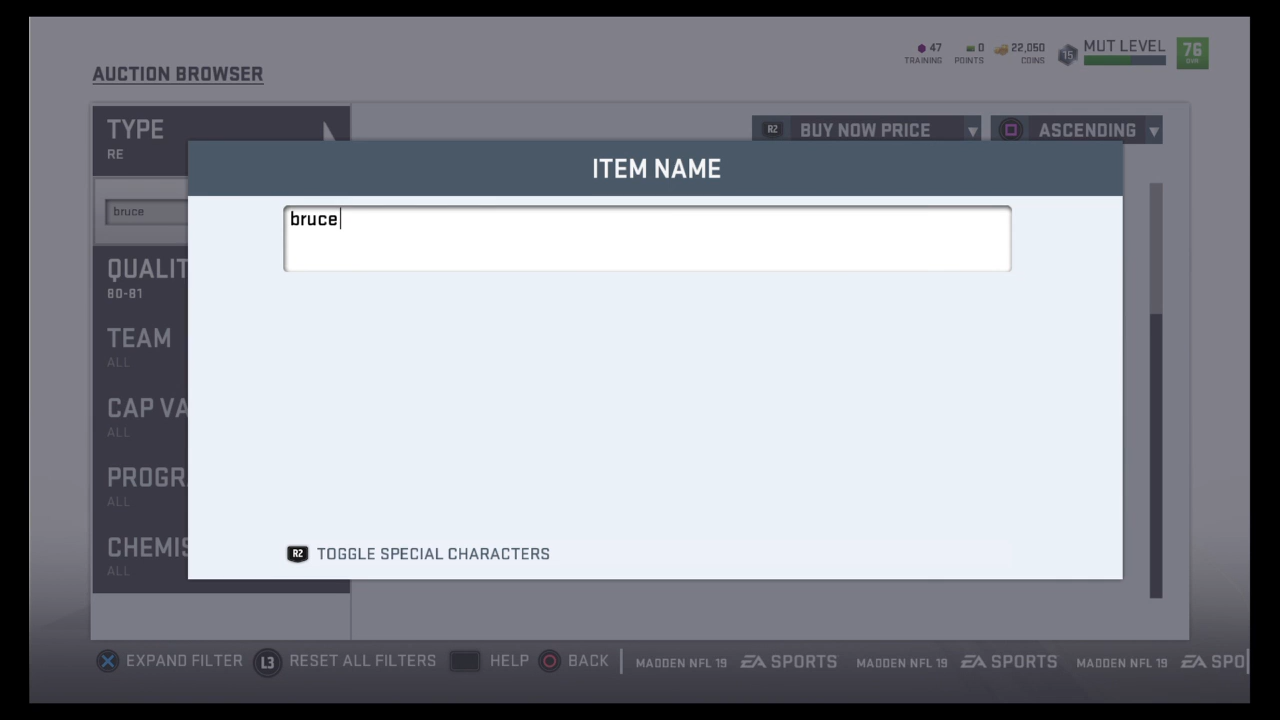 47
TRAINING
0
POINTS
22,050
COINS
15
MUT LEVEL
76
OVR
AUCTION BROWSER
TYPE
RE
R2 BUY NOW PRICE
ASCENDING
ITEM NAME
bruce
bruce
QUALIT
80-81
TEAM
ALL
CAP VA
ALL
PROGR
ALL
CHEMIS
ALL
R2 TOGGLE SPECIAL CHARACTERS
EXPAND FILTER L3 RESET ALL FILTERS HELP BACK MADDEN NFL 19 EA SPORTS MADDEN NFL 19 EA SPORTS MADDEN NFL 19 EA SPO